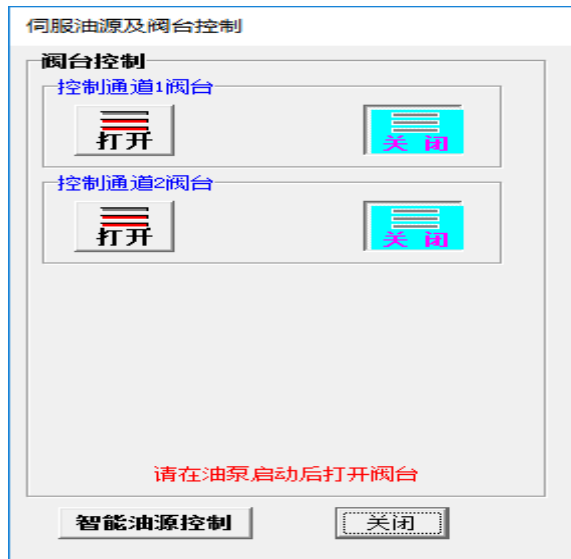 伺服油源及阀台控制
阀台控制
控制通道1阀台
打开
关 闭
控制通道2阀台
打开
关 闭
请在油泵启动后打开阀台
智能油源控制
关闭